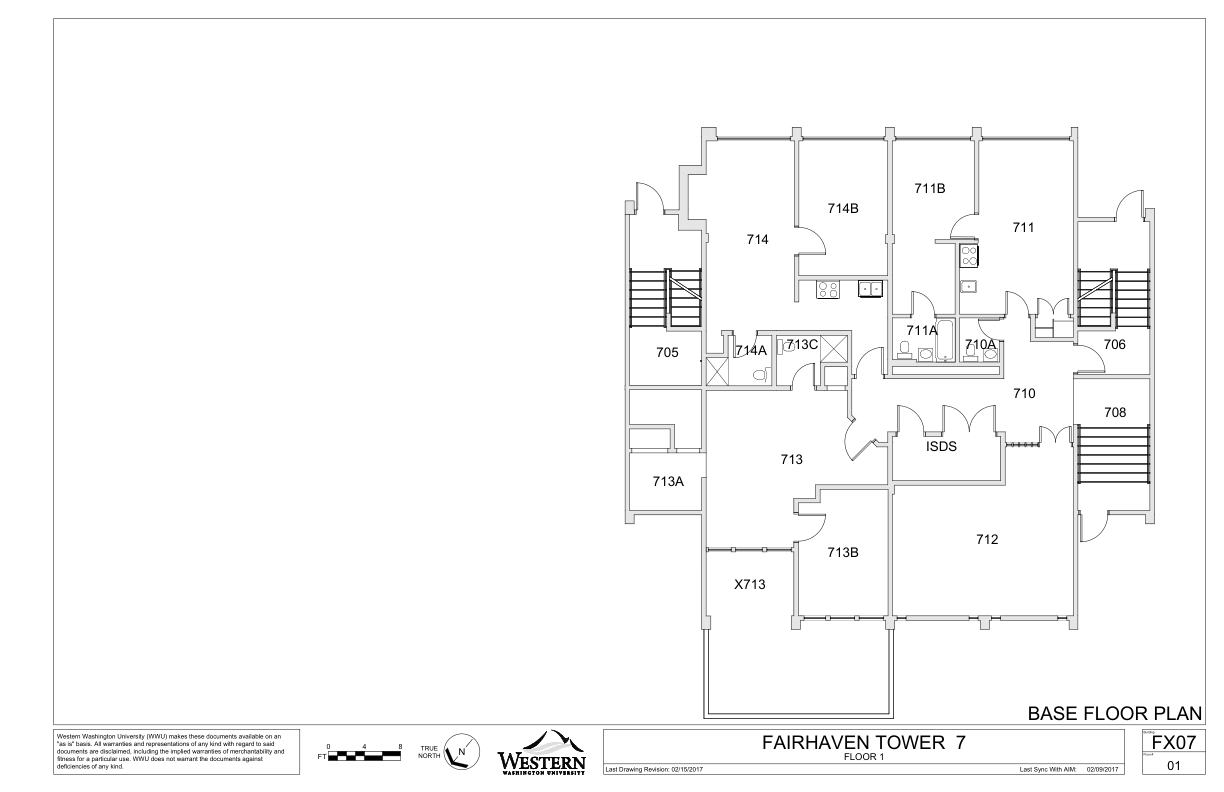 711B
714B
711
714
711A
713C
710A
714A
705
706
710
708
ISDS
713
713A
712
713B
X713
BASE FLOOR PLAN
Western Washington University (WWU) makes these documents available on an
"as is" basis. All warranties and representations of any kind with regard to said
documents are disclaimed, including the implied warranties of merchantability and
fitness for a particular use. WWU does not warrant the documents against
deficiencies of any kind.
0 4 8
FT
TRUE
NORTH
N
WESTERN
WASHINGTON UNIVERSITY
FAIRHAVEN TOWER 7
FLOOR 1
Last Drawing Revision: 02/15/2017
Last Sync With AIM: 02/09/2017
FX07
01